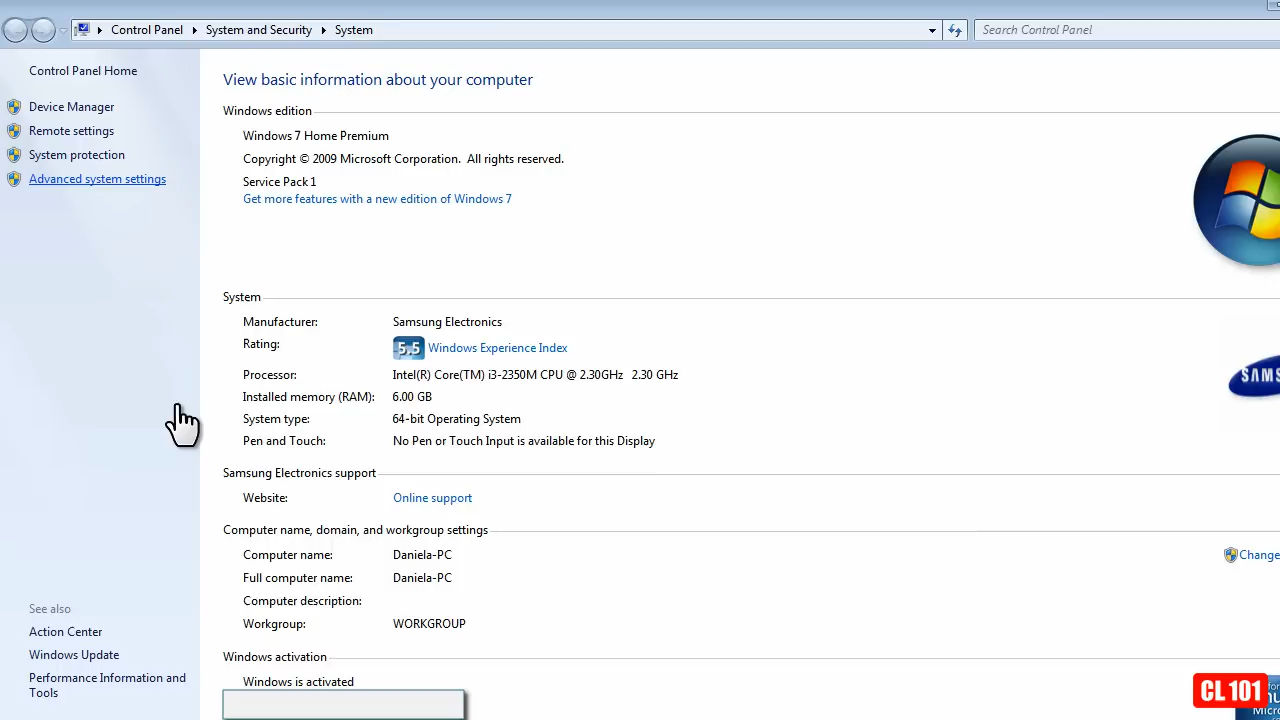 Control Panel System and Security System
Search Control Panel
Control Panel Home
Device Manager
Remote settings
System protection
Advanced system settings
View basic information about your computer
Windows edition
Windows 7 Home Premium
Copyright © 2009 Microsoft Corporation. All rights reserved.
Service Pack 1
Get more features with a new edition of Windows 7
System
Manufacturer: Samsung Electronics
Rating: 5.5 Windows Experience Index
Processor: Intel(R) Core(TM) i3-2350M CPU @ 2.30GHz 2.30 GHz
Installed memory (RAM): 6.00 GB
System type: 64-bit Operating System
Pen and Touch: No Pen or Touch Input is available for this Display
SAMS
Samsung Electronics support
Website: Online support
Computer name, domain, and workgroup settings
Computer name: Daniela-PC
Change
Full computer name: Daniela-PC
Computer description:
Workgroup: WORKGROUP
Windows activation
Windows is activated
See also
Action Center
Windows Update
Performance Information and
Tools
CL 101